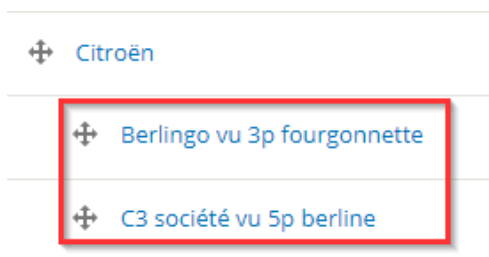 Citroën
Berlingo vu 3p fourgonnette
C3 société vu 5p berline